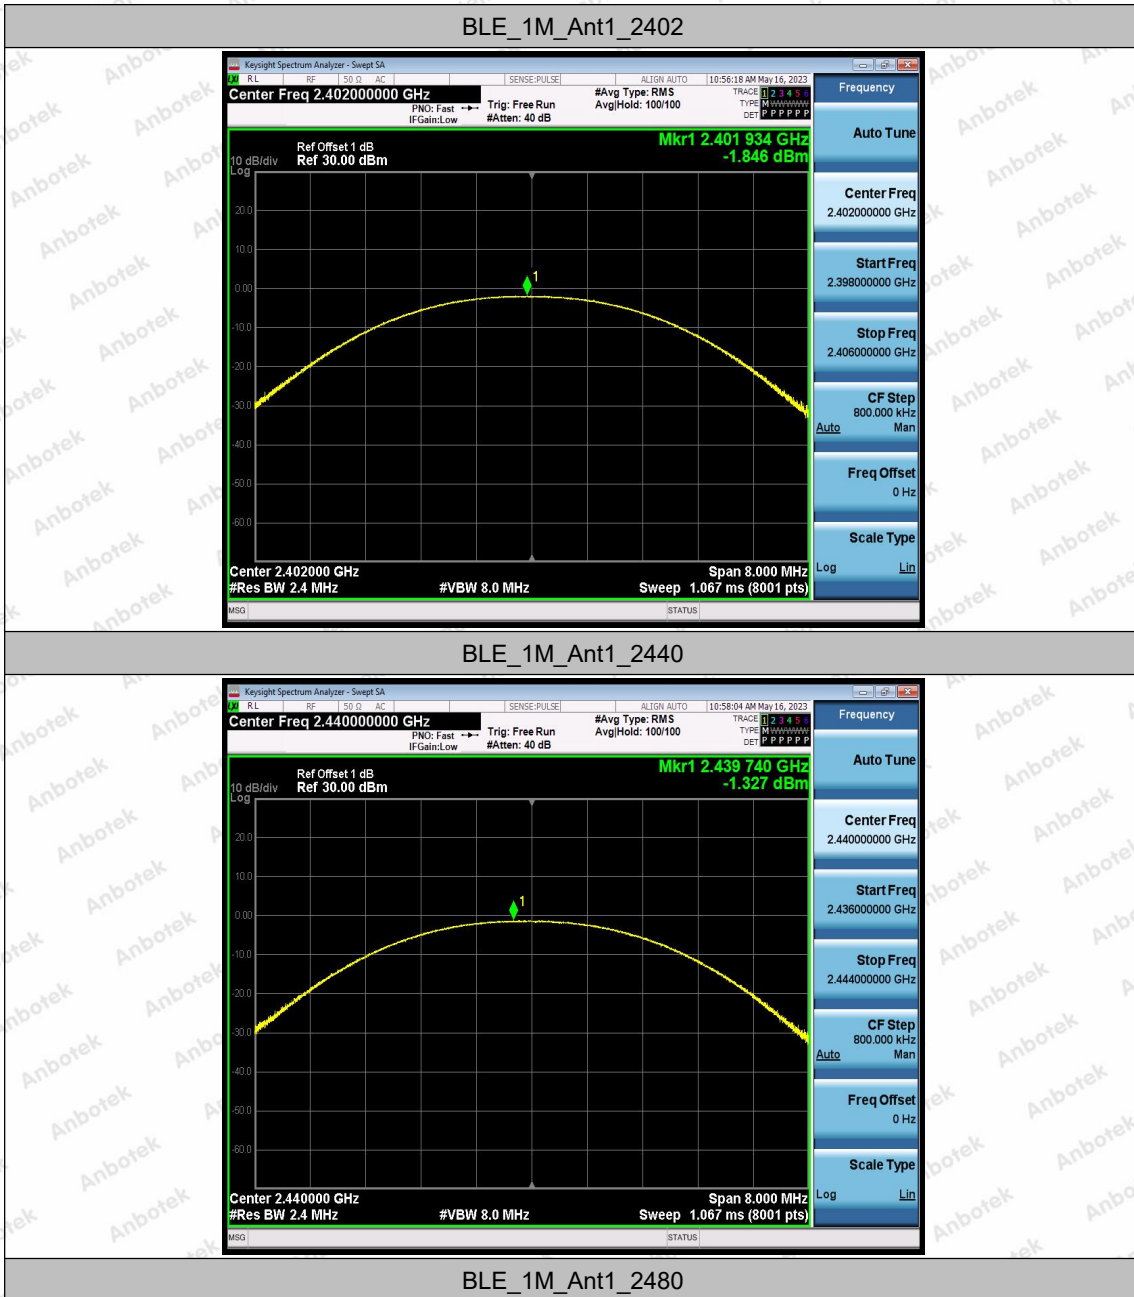 BLE_1M_Ant1_2402
Keysight Spectrum Analyzer - Swept SA
RL RF 50 Ω AC SENSE:PULSE ALIGN AUTO 10:56:18 AM May 16, 2023
Center Freq 2.402000000 GHz
PNO: Fast
IFGain:Low
Trig: Free Run
#Atten: 40 dB
#Avg Type: RMS
Avg|Hold: 100/100
TRACE 1 2 3 4 5 6
TYPE M WWWWW
DET P P P P P P
Mkr1 2.401 934 GHz
-1.846 dBm
Ref Offset 1 dB
10 dB/div Ref 30.00 dBm
Log
20.0
10.0
0.00
-10.0
-20.0
-30.0
-40.0
-50.0
-60.0
1
Center 2.402000 GHz Span 8.000 MHz
#Res BW 2.4 MHz #VBW 8.0 MHz Sweep 1.067 ms (8001 pts)
MSG STATUS
Frequency
Auto Tune
Center Freq
2.402000000 GHz
Start Freq
2.398000000 GHz
Stop Freq
2.406000000 GHz
CF Step
800.000 kHz
Auto Man
Freq Offset
0 Hz
Scale Type
Log Lin
BLE_1M_Ant1_2440
Keysight Spectrum Analyzer - Swept SA
RL RF 50 Ω AC SENSE:PULSE ALIGN AUTO 10:58:04 AM May 16, 2023
Center Freq 2.440000000 GHz
PNO: Fast
IFGain:Low
Trig: Free Run
#Atten: 40 dB
#Avg Type: RMS
Avg|Hold: 100/100
TRACE 1 2 3 4 5 6
TYPE M WWWWW
DET P P P P P P
Mkr1 2.439 740 GHz
-1.327 dBm
Ref Offset 1 dB
10 dB/div Ref 30.00 dBm
Log
20.0
10.0
0.00
-10.0
-20.0
-30.0
-40.0
-50.0
-60.0
1
Center 2.440000 GHz Span 8.000 MHz
#Res BW 2.4 MHz #VBW 8.0 MHz Sweep 1.067 ms (8001 pts)
MSG STATUS
Frequency
Auto Tune
Center Freq
2.440000000 GHz
Start Freq
2.436000000 GHz
Stop Freq
2.444000000 GHz
CF Step
800.000 kHz
Auto Man
Freq Offset
0 Hz
Scale Type
Log Lin
BLE_1M_Ant1_2480